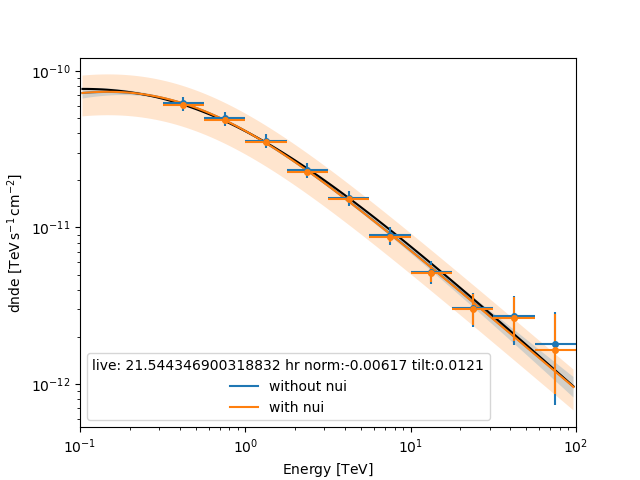 10⁻¹⁰
10⁻¹¹
10⁻¹²
dnde [TeV s⁻¹ cm⁻²]
live: 21.544346900318832 hr norm:-0.00617 tilt:0.0121
without nui
with nui
10⁻¹ 10⁰ 10¹ 10²
Energy [TeV]